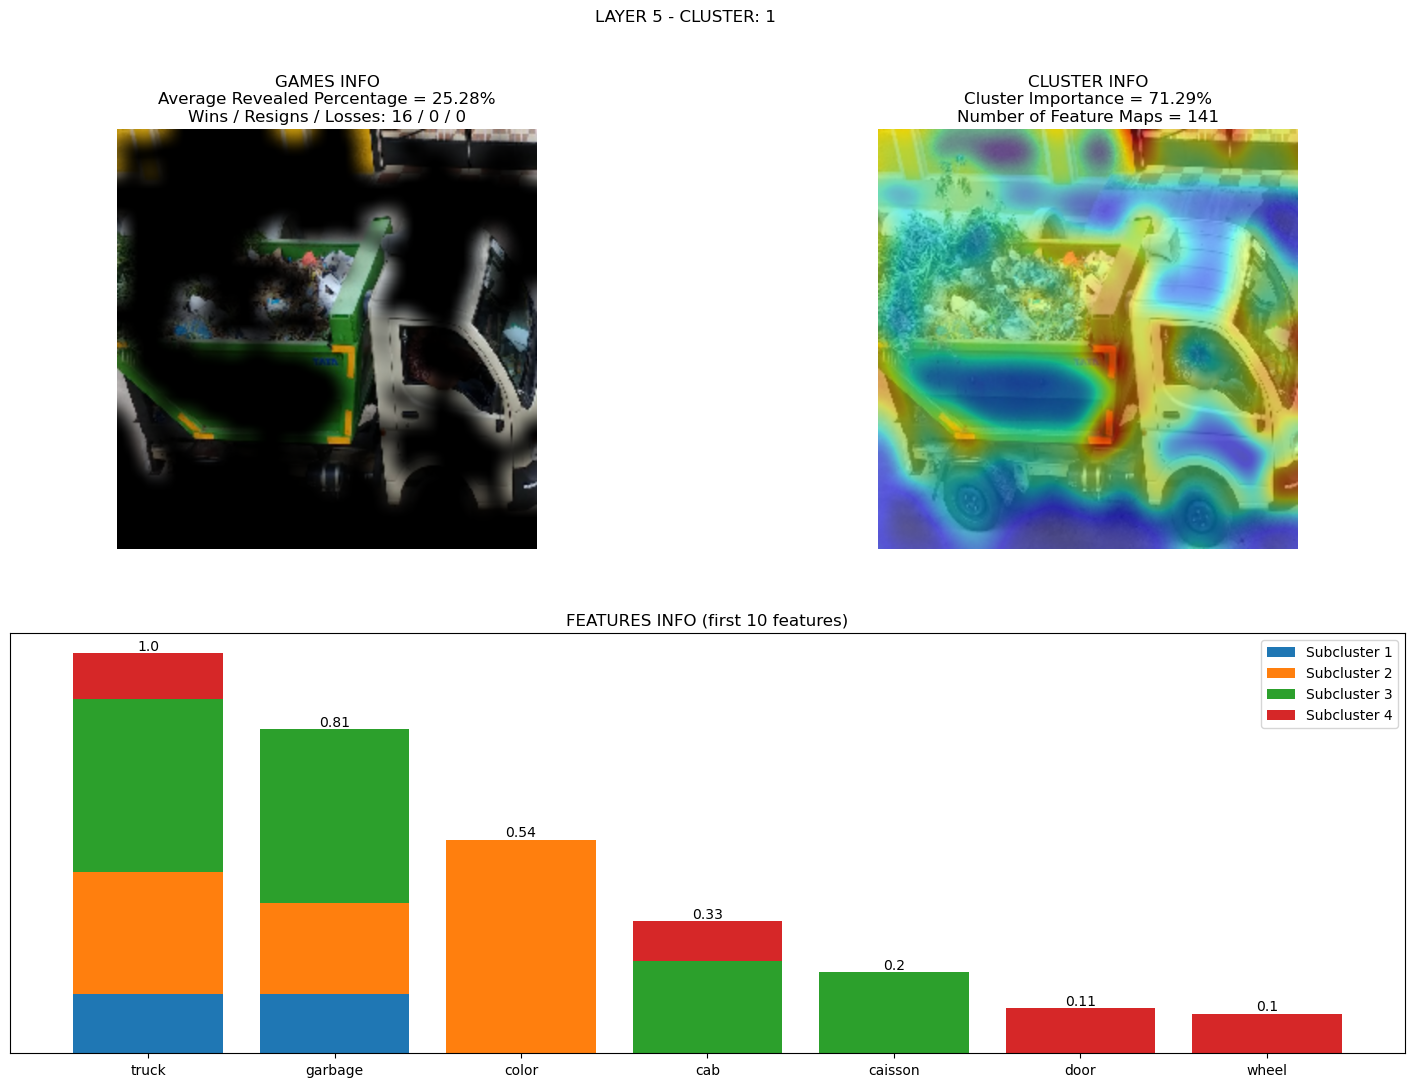 LAYER 5 - CLUSTER: 1
GAMES INFO
Average Revealed Percentage = 25.28%
Wins / Resigns / Losses: 16 / 0 / 0
CLUSTER INFO
Cluster Importance = 71.29%
Number of Feature Maps = 141
FEATURES INFO (first 10 features)
1.0
0.81
0.54
0.33
0.2
0.11
0.1
Subcluster 1
Subcluster 2
Subcluster 3
Subcluster 4
truck
garbage
color
cab
caisson
door
wheel